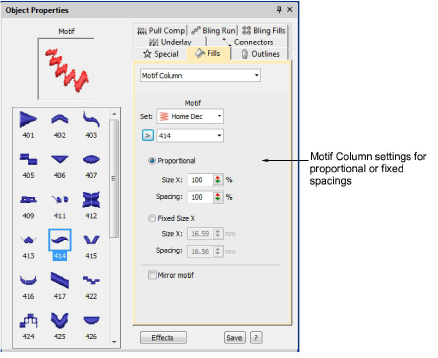 Object Properties
Motif
Pull Comp
Bling Run
Bling Fills
Underlay
Connectors
Special
Fills
Outlines
Motif Column
Motif
Set: Home Dec
> 414
Proportional
Size X: 100 %
Spacing: 100 %
Fixed Size X
Size X: 16.59 mm
Spacing: 16.56 mm
Mirror motif
401 402 403
405 406 407
409 411 412
413 414 415
416 417 422
424 425 426
Effects
Save
?
Motif Column settings for
proportional or fixed
spacings